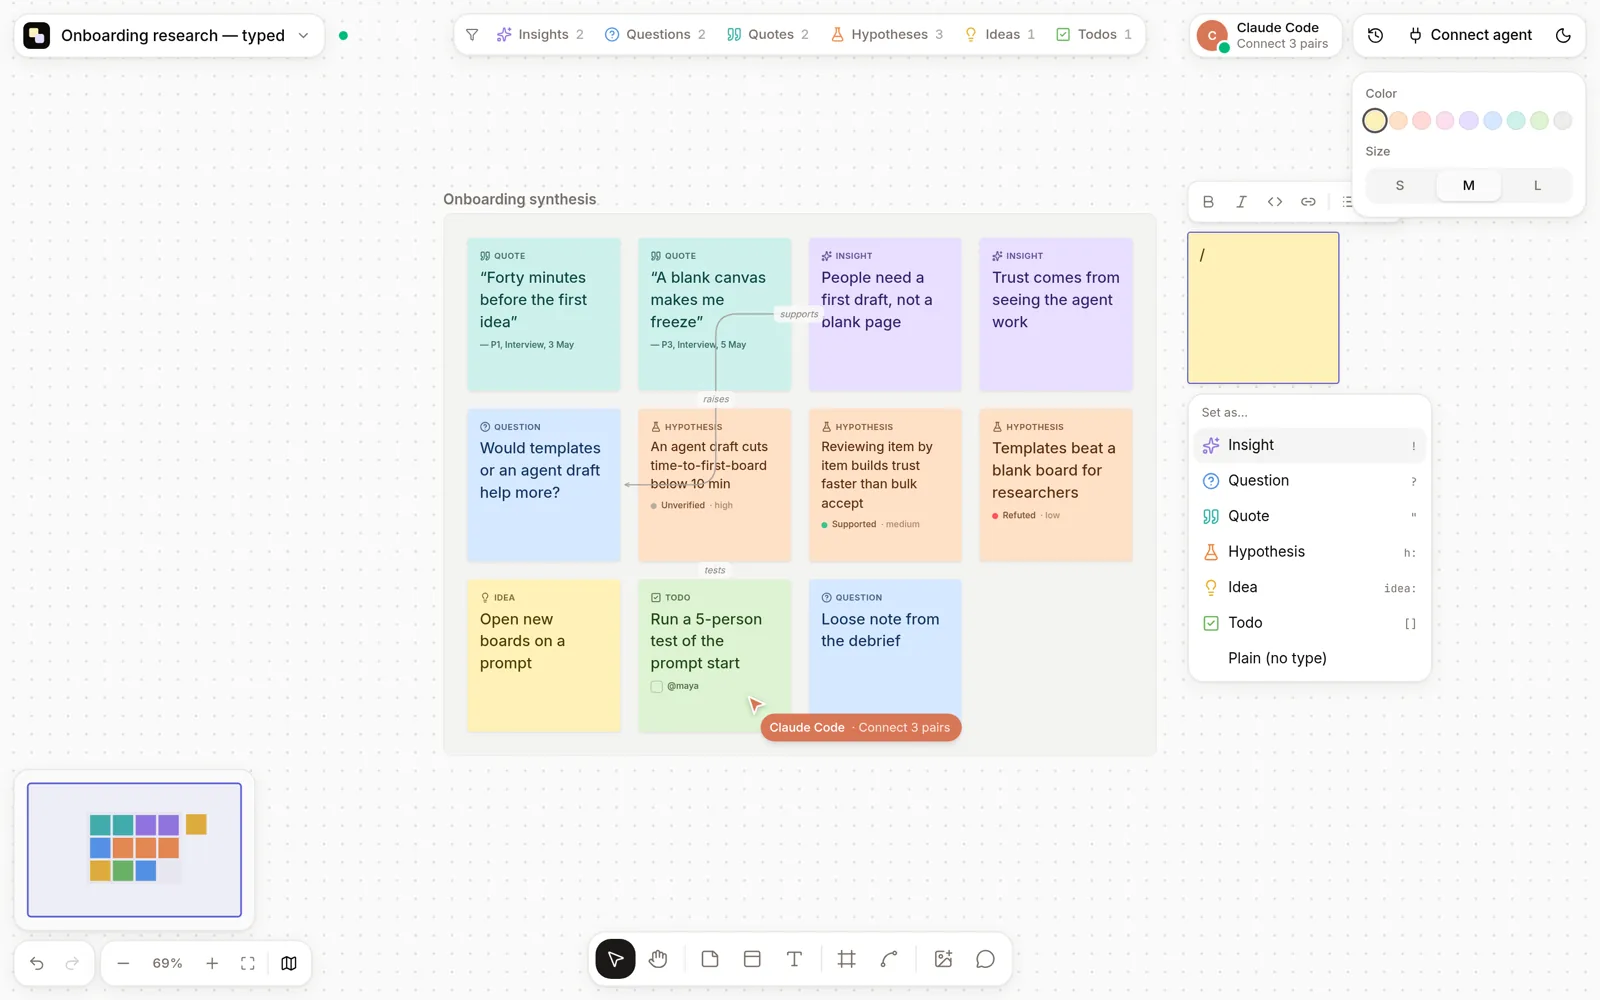 Onboarding research — typed
Insights 2
Questions 2
Quotes 2
Hypotheses 3
Ideas 1
Todos 1
C
Claude Code
Connect 3 pairs
Connect agent
Color
Size
S M L
B I
Onboarding synthesis
QUOTE
“Forty minutes
before the first
idea”
— P1, Interview, 3 May
QUOTE
“A blank canvas
makes me
freeze”
— P3, Interview, 5 May
supports
INSIGHT
People need a
first draft, not a
blank page
INSIGHT
Trust comes from
seeing the agent
work
/
raises
QUESTION
Would templates
or an agent draft
help more?
HYPOTHESIS
An agent draft cuts
time-to-first-board
below 10 min
Unverified · high
HYPOTHESIS
Reviewing item by
item builds trust
faster than bulk
accept
Supported · medium
HYPOTHESIS
Templates beat a
blank board for
researchers
Refuted · low
tests
IDEA
Open new
boards on a
prompt
TODO
Run a 5-person
test of the
prompt start
@maya
QUESTION
Loose note from
the debrief
Claude Code · Connect 3 pairs
Set as...
Insight !
Question ?
Quote "
Hypothesis h:
Idea idea:
Todo []
Plain (no type)
69%
T